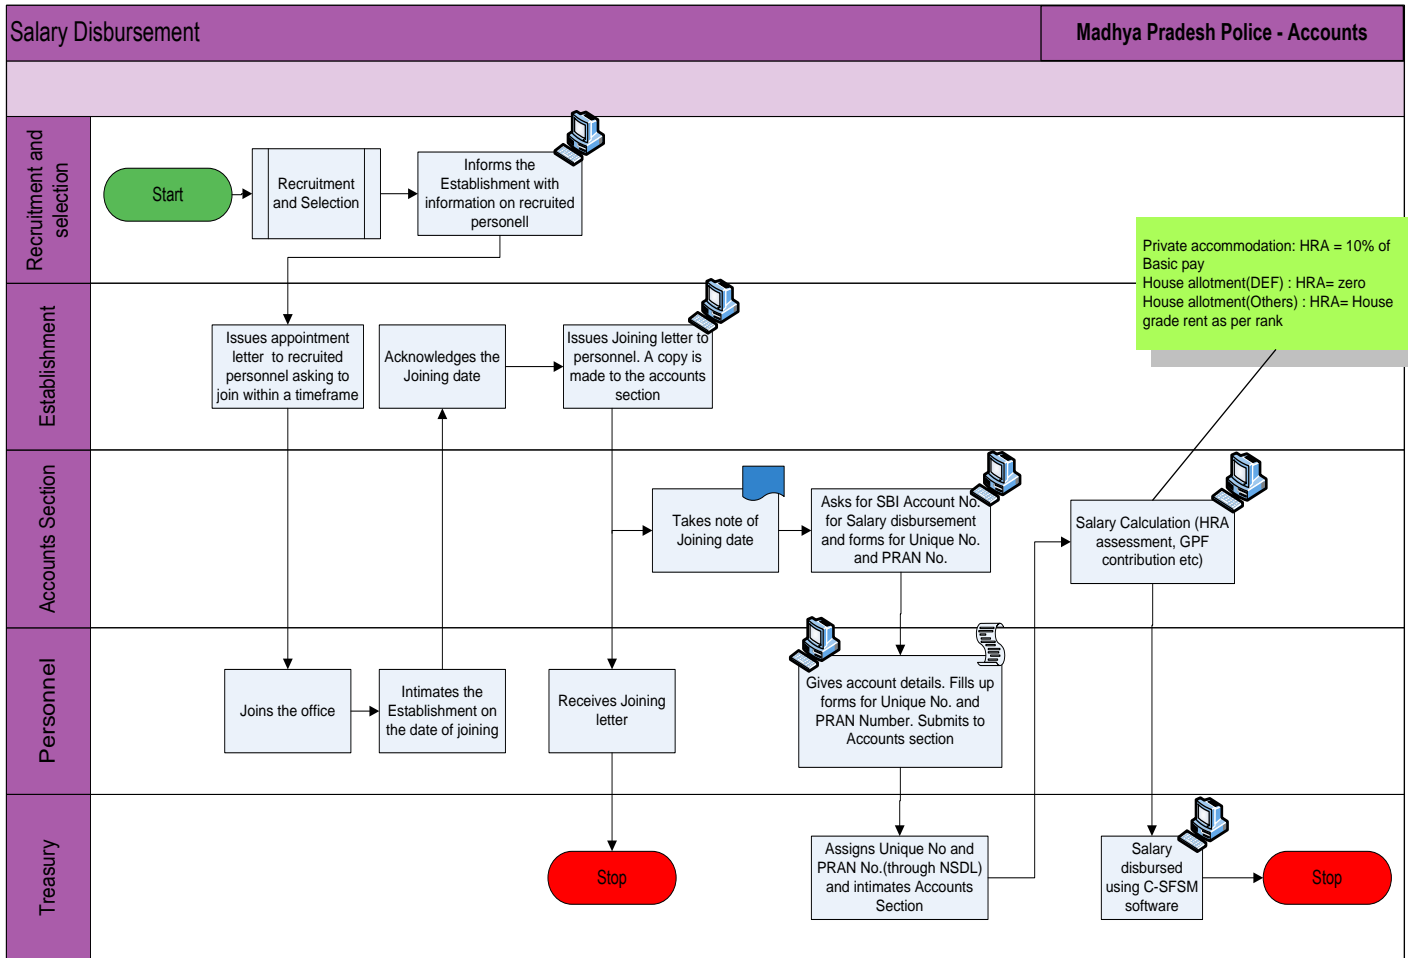 Salary Disbursement
Madhya Pradesh Police - Accounts
Recruitment and
selection
Start
Recruitment
and Selection
Informs the
Establishment with
information on recruited
personell
Private accommodation: HRA = 10% of
Basic pay
House allotment(DEF) : HRA= zero
House allotment(Others) : HRA= House
grade rent as per rank
Establishment
Issues appointment
letter to recruited
personnel asking to
join within a timeframe
Acknowledges the
Joining date
Issues Joining letter to
personnel. A copy is
made to the accounts
section
Accounts Section
Takes note of
Joining date
Asks for SBI Account No.
for Salary disbursement
and forms for Unique No.
and PRAN No.
Salary Calculation (HRA
assessment, GPF
contribution etc)
Personnel
Joins the office
Intimates the
Establishment on
the date of joining
Receives Joining
letter
Gives account details. Fills up
forms for Unique No. and
PRAN Number. Submits to
Accounts section
Treasury
Stop
Assigns Unique No and
PRAN No.(through NSDL)
and intimates Accounts
Section
Salary
disbursed
using C-SFSM
software
Stop